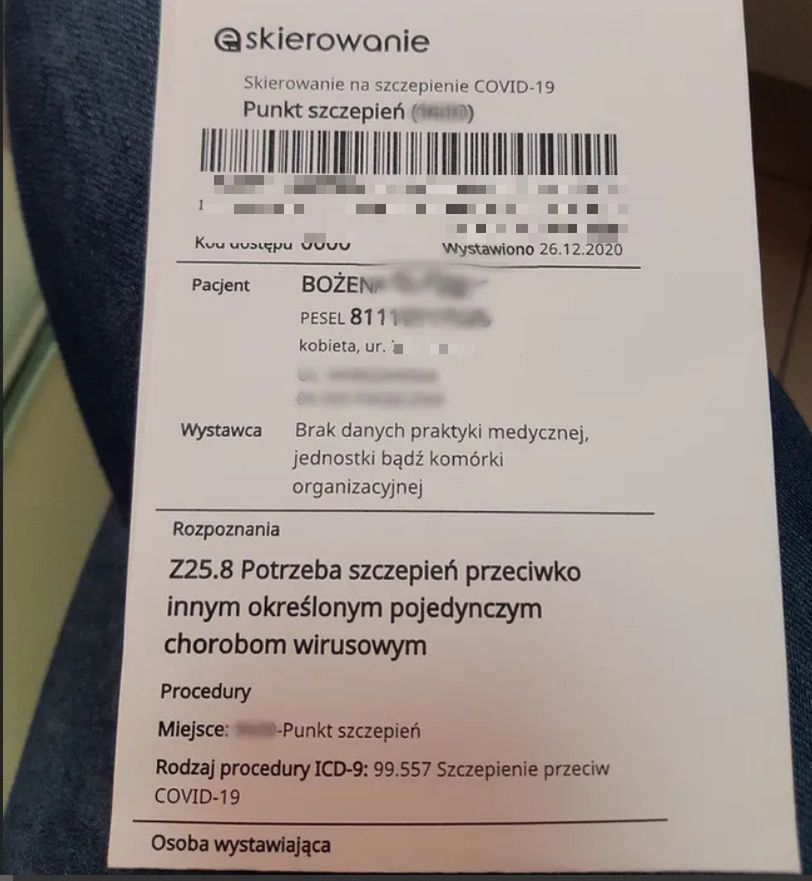 eskierowanie
Skierowanie na szczepienie COVID-19
Punkt szczepień
Kod dostępu
Wystawiono 26.12.2020
Pacjent
PESEL
kobieta, ur.
Wystawca
Brak danych praktyki medycznej,
jednostki bądź komórki
organizacyjnej
Rozpoznania
Z25.8 Potrzeba szczepień przeciwko
innym określonym pojedynczym
chorobom wirusowym
Procedury
Miejsce: -Punkt szczepień
Rodzaj procedury ICD-9: 99.557 Szczepienie przeciw
COVID-19
Osoba wystawiająca